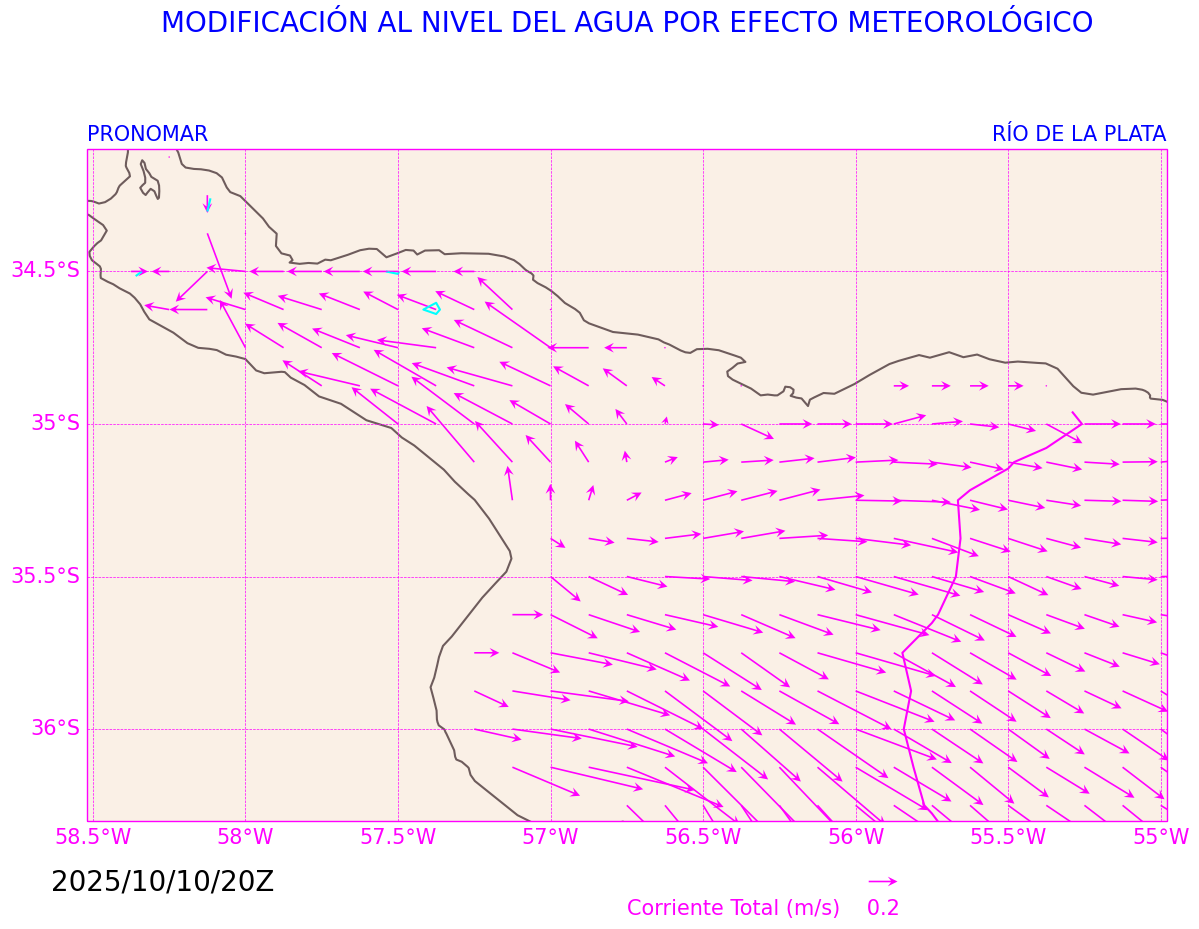 MODIFICACIÓN AL NIVEL DEL AGUA POR EFECTO METEOROLÓGICO
PRONOMAR
RÍO DE LA PLATA
34.5°S
35°S
35.5°S
36°S
58.5°W
58°W
57.5°W
57°W
56.5°W
56°W
55.5°W
55°W
2025/10/10/20Z
Corriente Total (m/s)
0.2